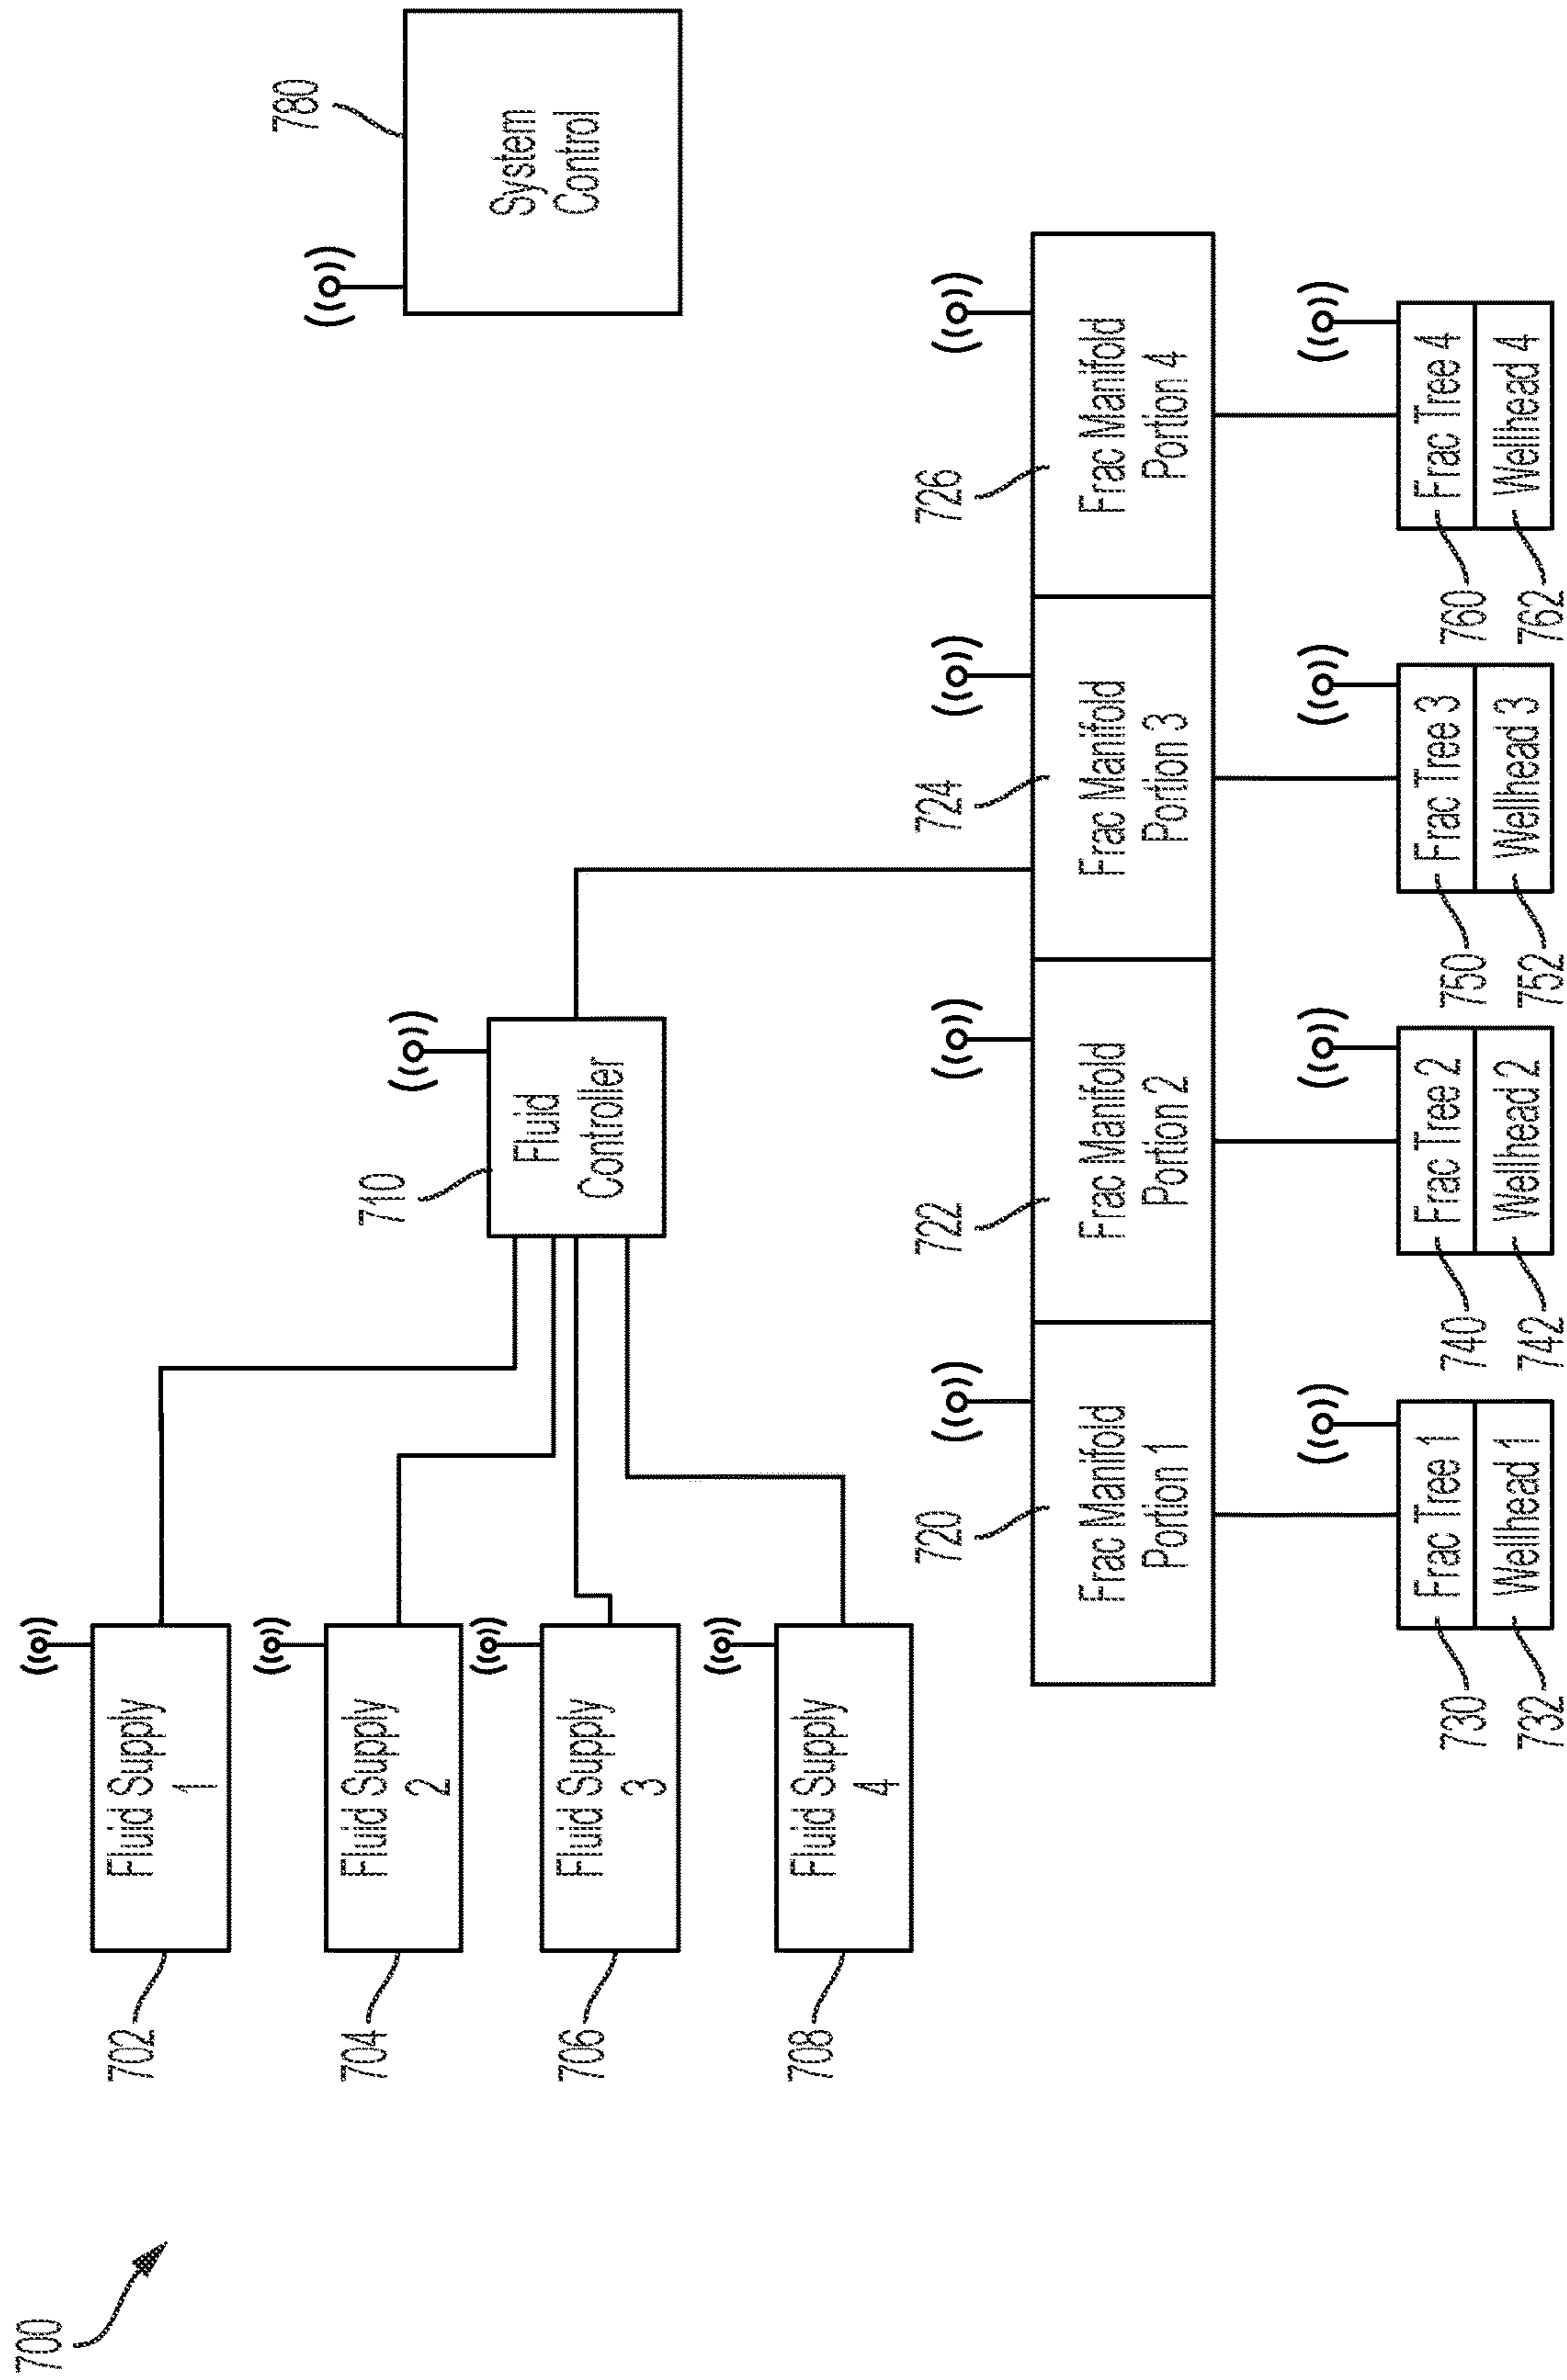 700
702
Fluid Supply
1
704
Fluid Supply
2
706
Fluid Supply
3
708
Fluid Supply
4
710
Fluid
Controller
780
System
Control
720
Frac Manifold
Portion 1
722
Frac Manifold
Portion 2
724
Frac Manifold
Portion 3
726
Frac Manifold
Portion 4
730
Frac Tree 1
732
Wellhead 1
740
Frac Tree 2
742
Wellhead 2
750
Frac Tree 3
752
Wellhead 3
760
Frac Tree 4
762
Wellhead 4